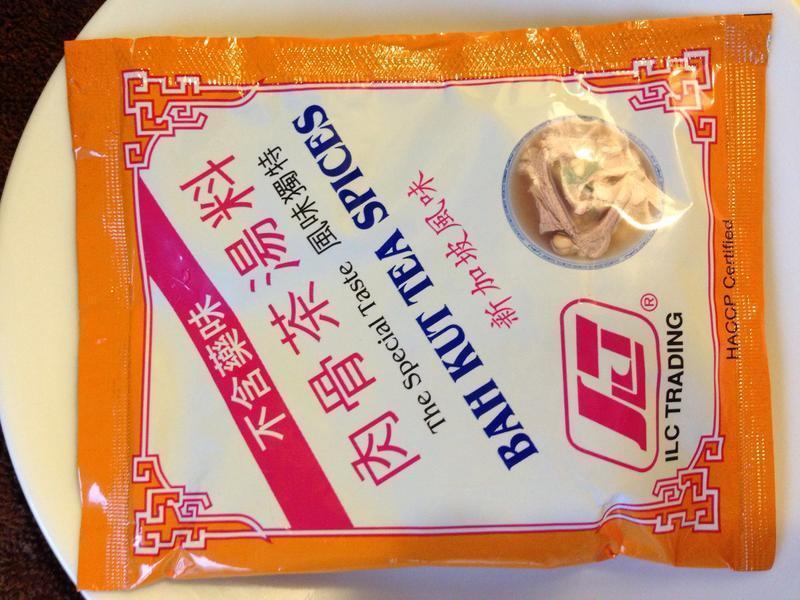 不含藥味
肉骨茶湯料
The Special Taste 風味獨特
BAH KUT TEA SPICES
新加坡風味
ILC ®
ILC TRADING
HACCP Certified